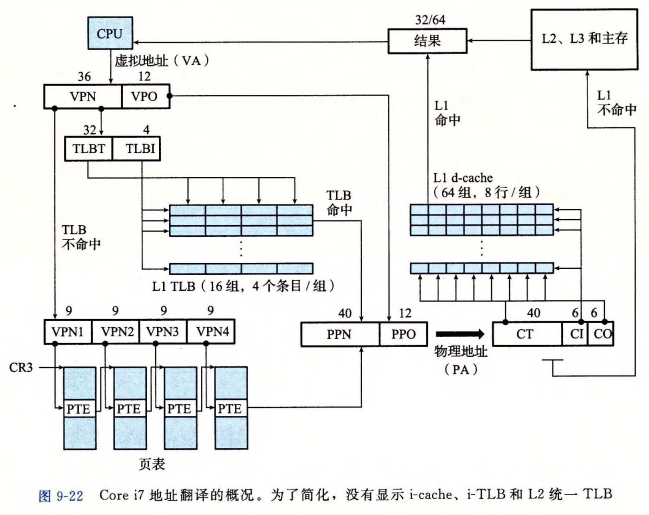 CPU
虚拟地址（VA）
36
12
VPN
VPO
32
4
TLBT
TLBI
TLB
不命中
TLB
命中
L1 TLB（16 组，4 个条目 / 组）
32/64
结果
L2、L3 和主存
L1
命中
L1
不命中
L1 d-cache
（64 组，8 行 / 组）
9
9
9
9
VPN1
VPN2
VPN3
VPN4
CR3
PTE
PTE
PTE
PTE
页表
40
12
PPN
PPO
物理地址
（PA）
40
6
6
CT
CI
CO
图 9-22 Core i7 地址翻译的概况。为了简化，没有显示 i-cache、i-TLB 和 L2 统一 TLB